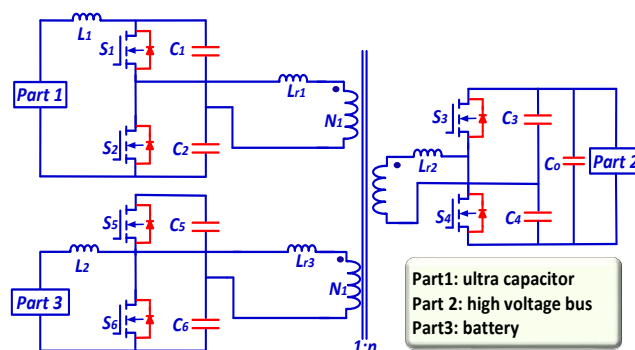 L1
S1
C1
Part 1
Lr1
N1
S2
C2
S3
C3
Lr2
Co
Part 2
S4
C4
S5
C5
L2
Lr3
Part 3
N1
S6
C6
1:n
Part1: ultra capacitor
Part 2: high voltage bus
Part3: battery